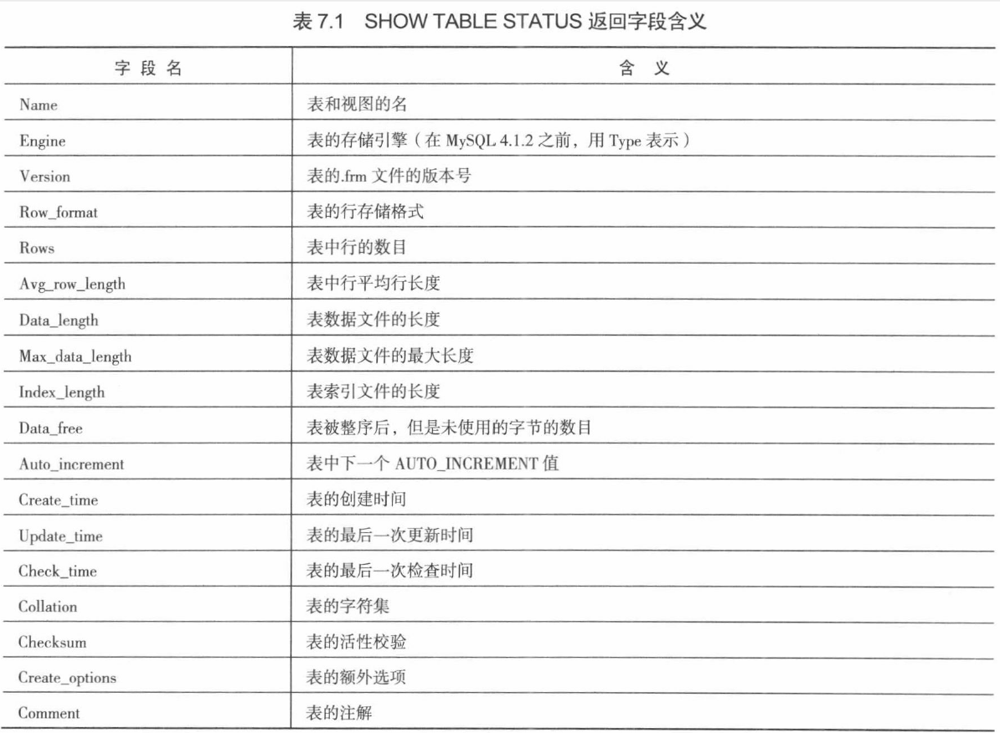 表 7.1 SHOW TABLE STATUS 返回字段含义
字 段 名 含 义
Name 表和视图的名
Engine 表的存储引擎（在 MySQL 4.1.2 之前，用 Type 表示）
Version 表的.frm 文件的版本号
Row_format 表的行存储格式
Rows 表中行的数目
Avg_row_length 表中行平均行长度
Data_length 表数据文件的长度
Max_data_length 表数据文件的最大长度
Index_length 表索引文件的长度
Data_free 表被整序后，但是未使用的字节的数目
Auto_increment 表中下一个 AUTO_INCREMENT 值
Create_time 表的创建时间
Update_time 表的最后一次更新时间
Check_time 表的最后一次检查时间
Collation 表的字符集
Checksum 表的活性校验
Create_options 表的额外选项
Comment 表的注解